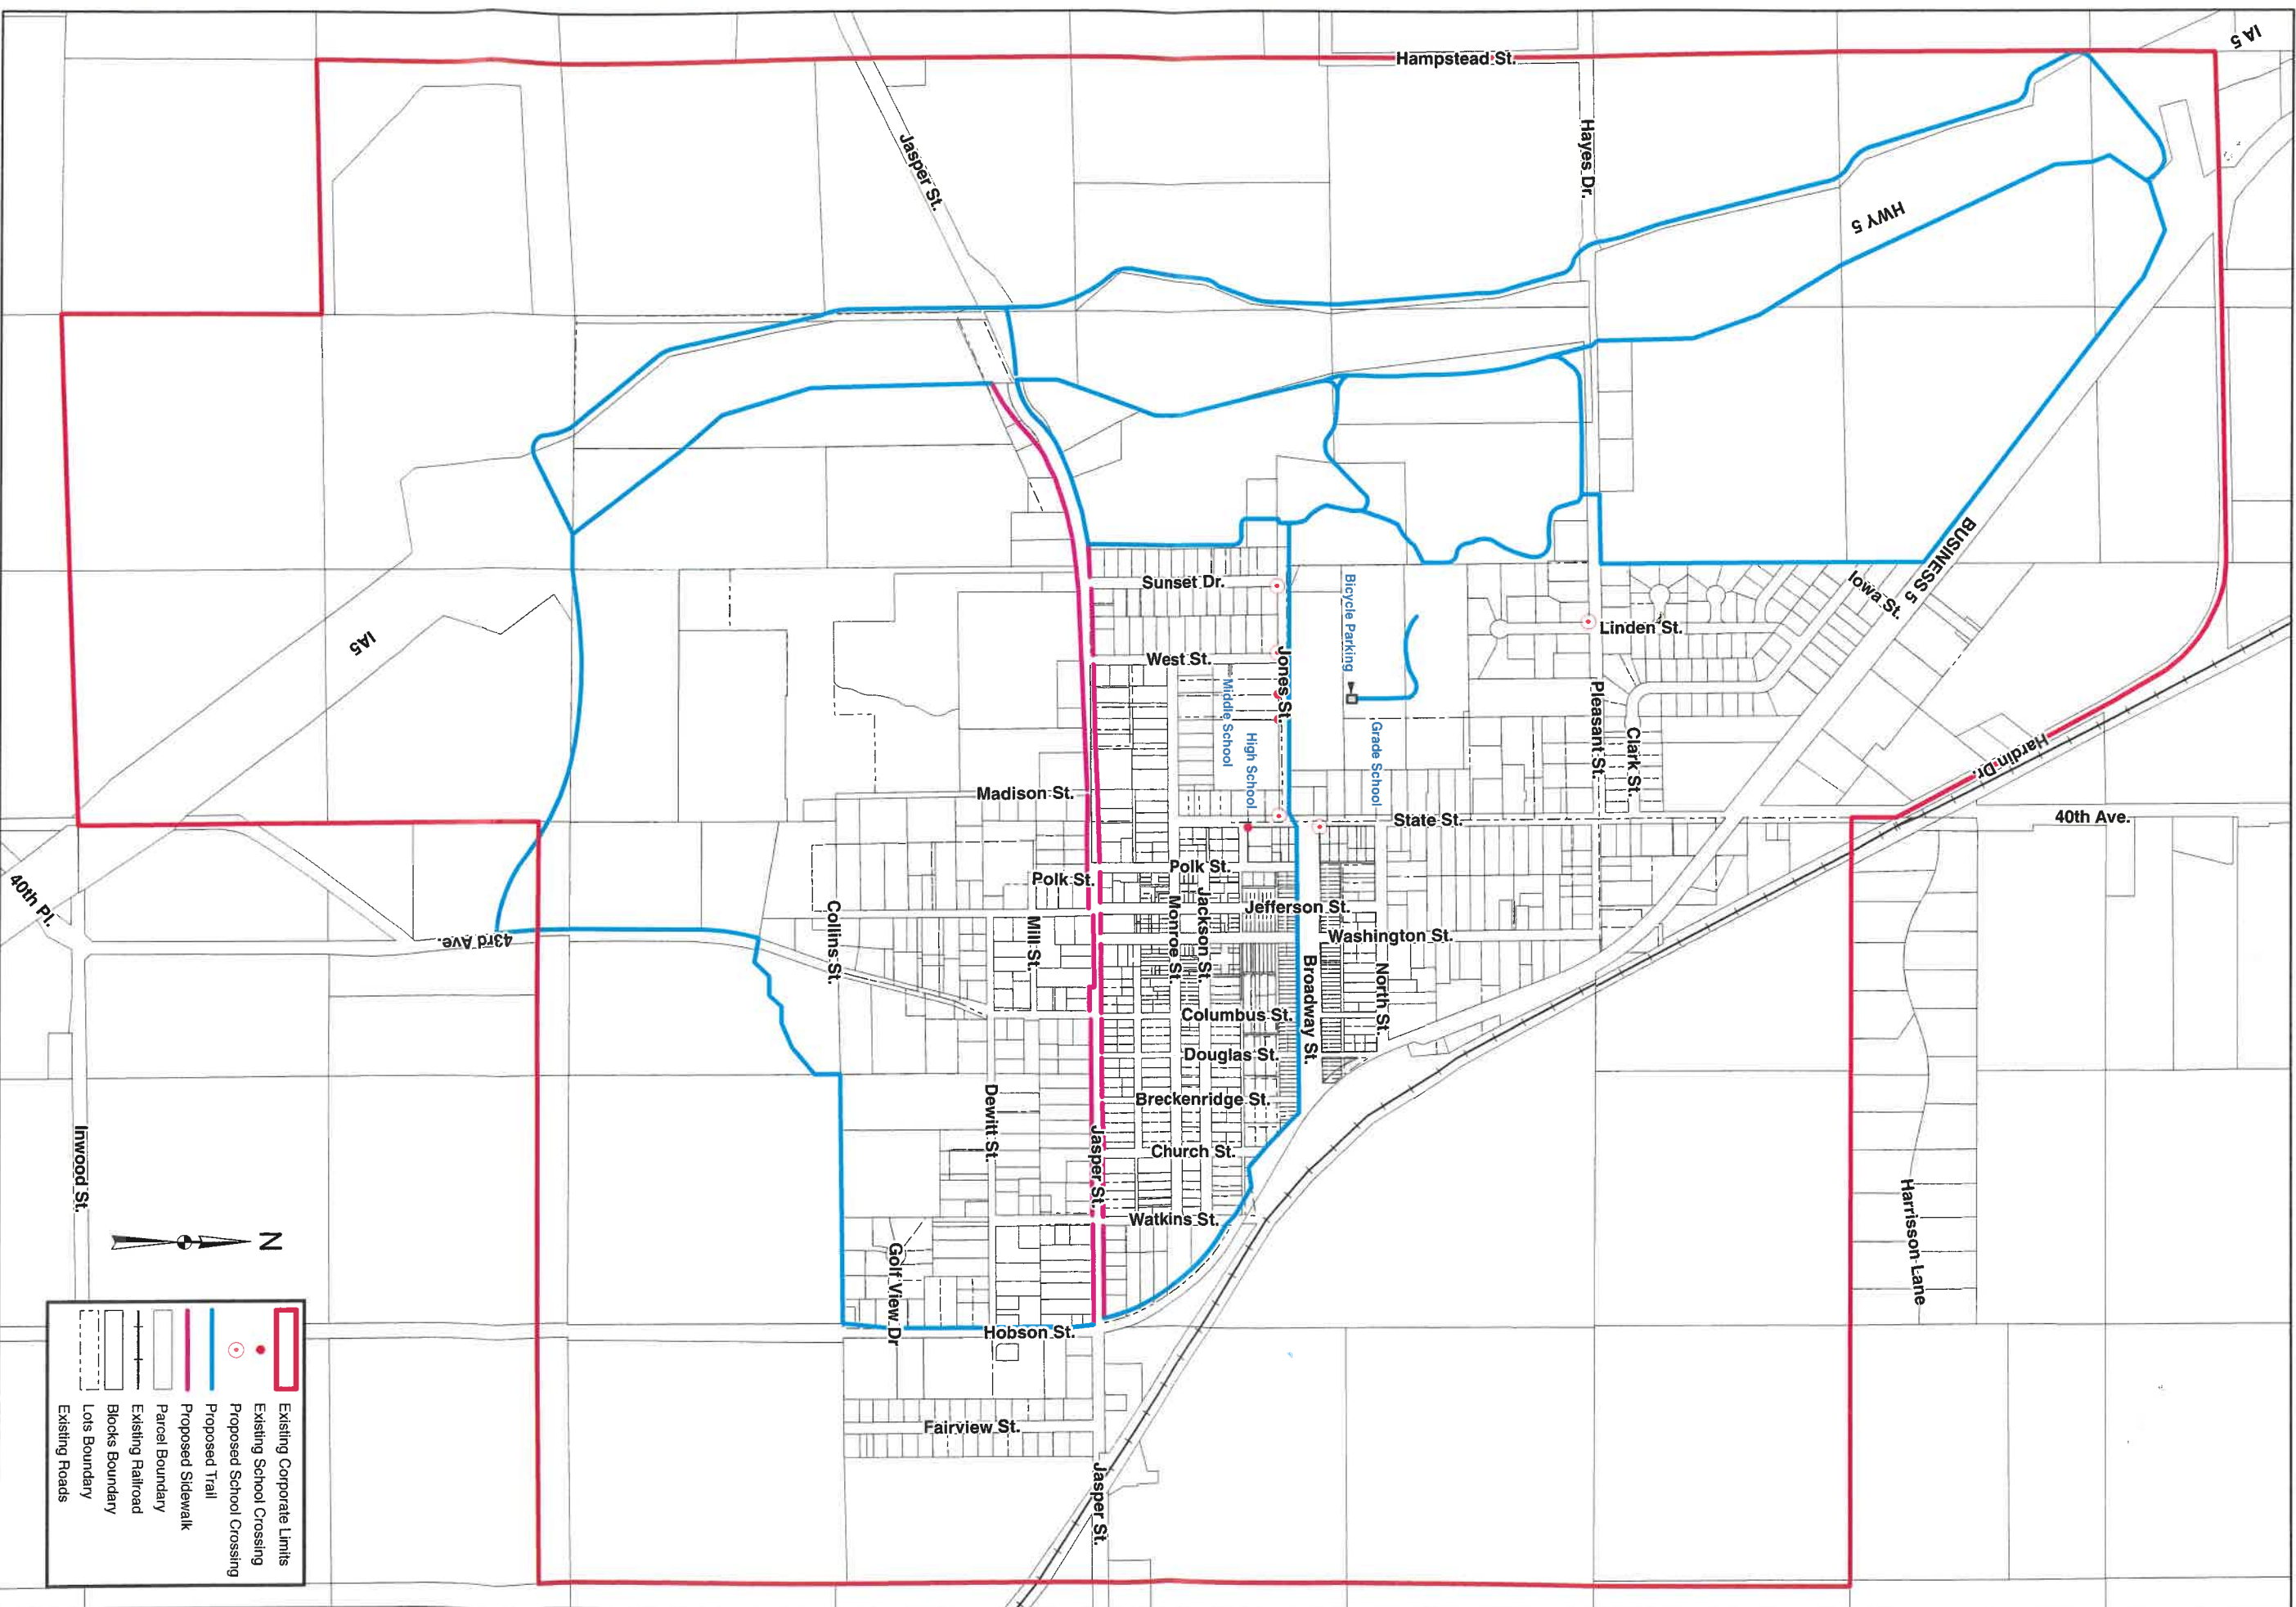 Hampstead St.
IA 5
Jasper St.
Hayes Dr.
HWY 5
BUSINESS 5
Iowa St.
Sunset Dr.
Bicycle Parking
Linden St.
West St.
Jones St.
Middle School
High School
Grade School
Pleasant St.
Clark St.
Hardin Dr.
IA5
Madison St.
State St.
40th Ave.
Polk St.
Polk St.
40th Pl.
43rd Ave.
Collins St.
Mill St.
Monroe St.
Jackson St.
Jefferson St.
Washington St.
Broadway St.
North St.
Columbus St.
Douglas St.
Breckenridge St.
Dewitt St.
Jasper St.
Church St.
Inwood St.
Harrisson Lane
Watkins St.
Golf View Dr
Hobson St.
Fairview St.
Jasper St.
N
Existing Corporate Limits
Existing School Crossing
Proposed School Crossing
Proposed Trail
Proposed Sidewalk
Parcel Boundary
Existing Railroad
Blocks Boundary
Lots Boundary
Existing Roads